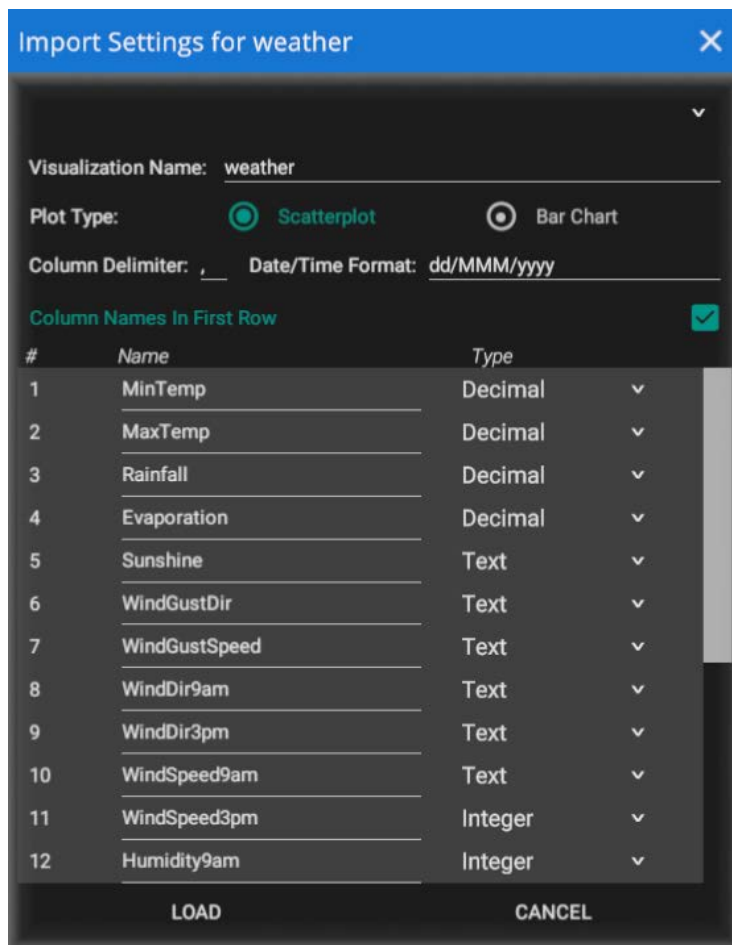 Import Settings for weather
Visualization Name: weather
Plot Type: Scatterplot Bar Chart
Column Delimiter: , Date/Time Format: dd/MMM/yyyy
Column Names In First Row
# Name Type
1 MinTemp Decimal
2 MaxTemp Decimal
3 Rainfall Decimal
4 Evaporation Decimal
5 Sunshine Text
6 WindGustDir Text
7 WindGustSpeed Text
8 WindDir9am Text
9 WindDir3pm Text
10 WindSpeed9am Text
11 WindSpeed3pm Integer
12 Humidity9am Integer
LOAD CANCEL